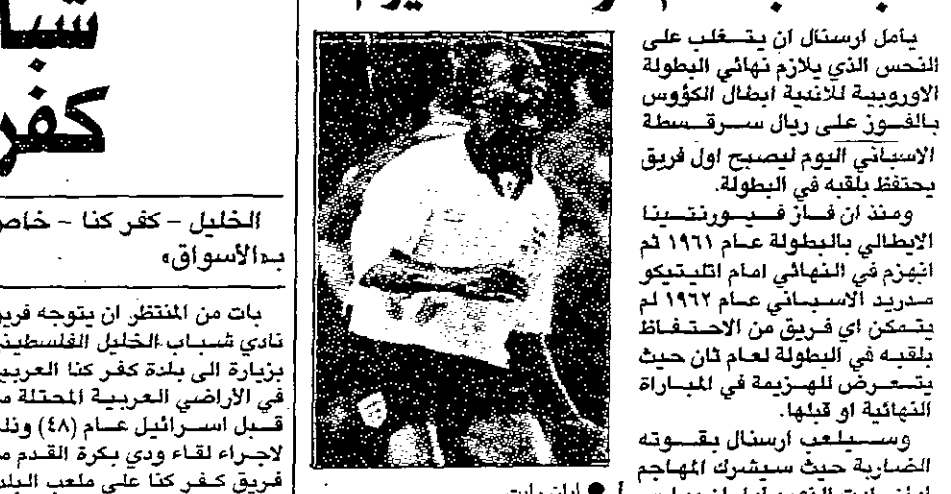 يأمل ارسنال ان يتغلب على
النحس الذي يلازم نهائي البطولة
الاوروبية للاندية ابطال الكؤوس
بالفوز على ريال سرقسطة
الاسباني اليوم ليصبح اول فريق
يحتفظ بلقبه في البطولة.
ومنذ ان فاز فيورنتينا
الايطالي بالبطولة عام ١٩٦١ ثم
انهزم في النهائي امام اتليتيكو
مدريد الاسباني عام ١٩٦٢ لم
يتمكن اي فريق من الاحتفاظ
بلقبه في البطولة لعام ثان حيث
يتعرض للهزيمة في المباراة
النهائية او قبلها.
وسيلعب ارسنال بقوته
الضاربة حيث سيشرك المهاجم
● ايان رايت
شبا
كفر
الخليل - كفر كنا - خاص
بـ«الأسواق»
بات من المنتظر ان يتوجه فريق
نادي شباب الخليل الفلسطيني
بزيارة الى بلدة كفر كنا العربية
في الأراضي العربية المحتلة من
قبل اسرائيل عام (٤٨) وذلك
لاجراء لقاء ودي بكرة القدم مع
فريق كفر كنا على ملعب البلد